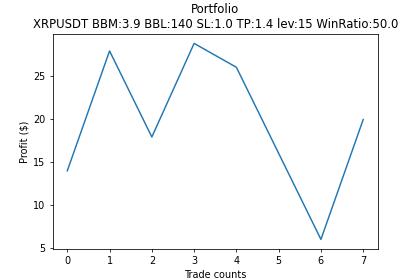 Portfolio
XRPUSDT BBM:3.9 BBL:140 SL:1.0 TP:1.4 lev:15 WinRatio:50.0
25
20
15
10
5
Profit ($)
0 1 2 3 4 5 6 7
Trade counts